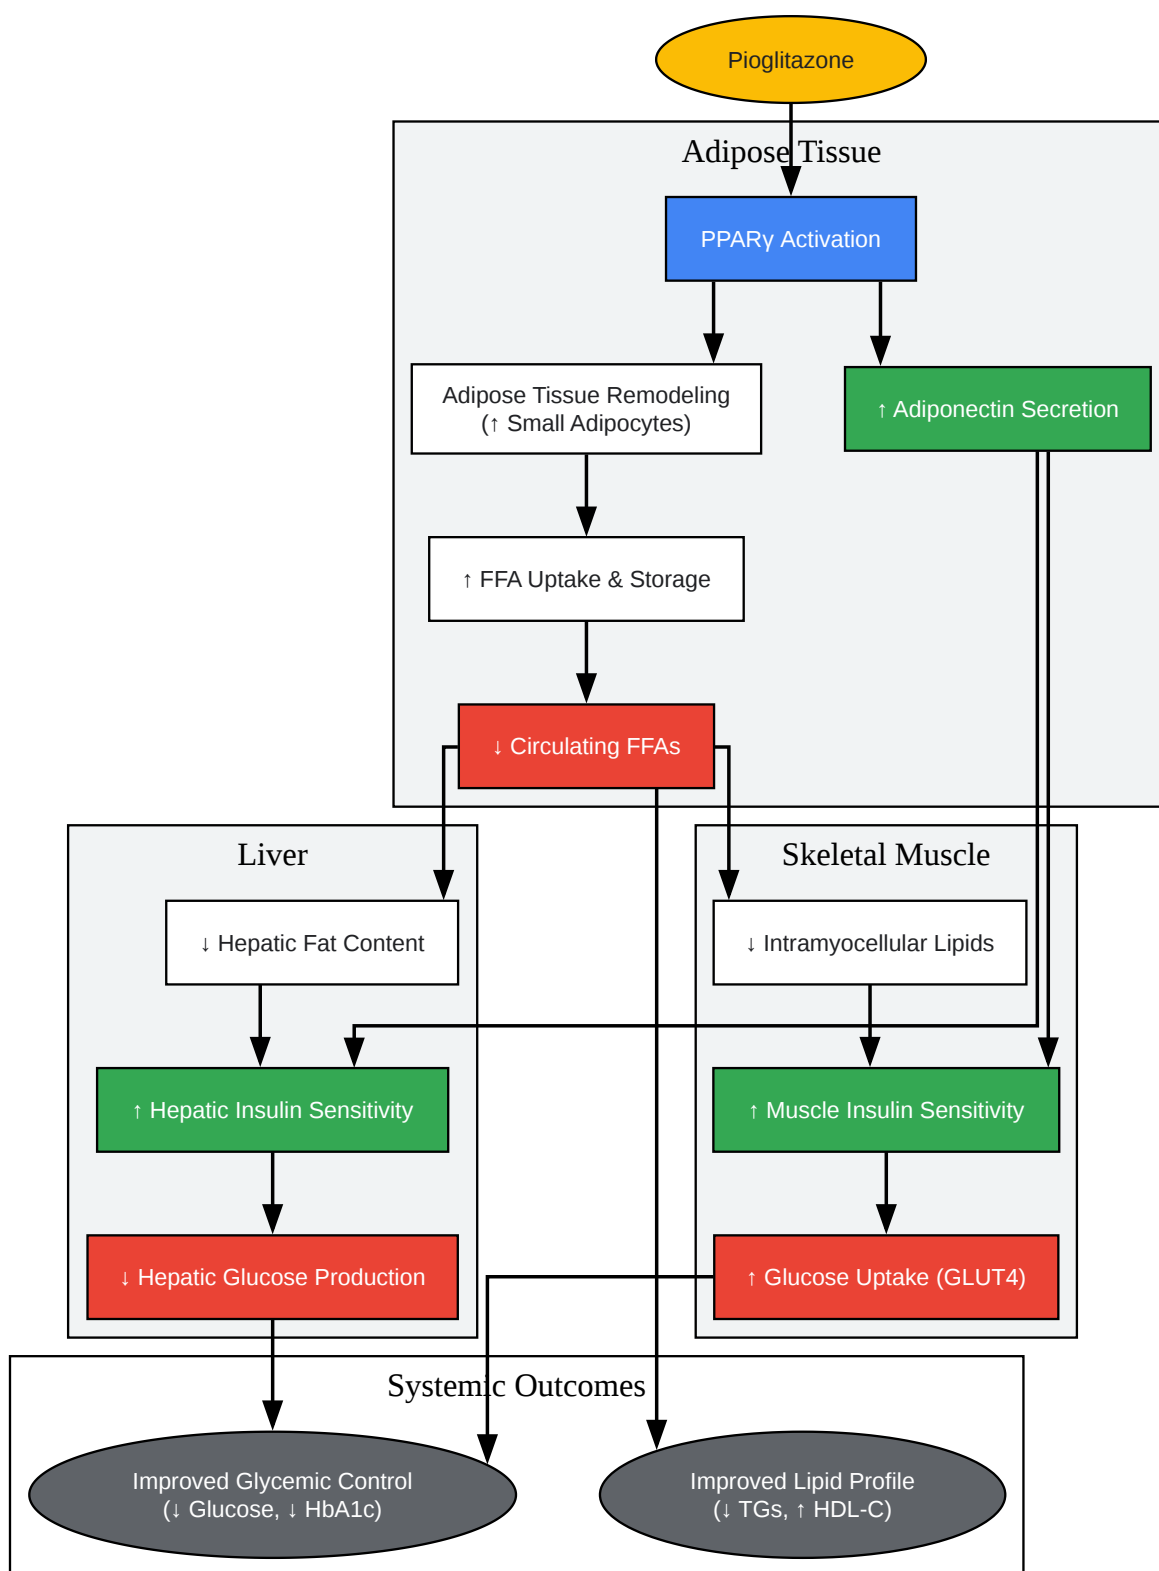 Pioglitazone
Adipose Tissue
PPARγ Activation
Adipose Tissue Remodeling
(↑ Small Adipocytes)
↑ Adiponectin Secretion
↑ FFA Uptake & Storage
↓ Circulating FFAs
Liver
Skeletal Muscle
↓ Hepatic Fat Content
↓ Intramyocellular Lipids
↑ Hepatic Insulin Sensitivity
↑ Muscle Insulin Sensitivity
↓ Hepatic Glucose Production
↑ Glucose Uptake (GLUT4)
Systemic Outcomes
Improved Glycemic Control
(↓ Glucose, ↓ HbA1c)
Improved Lipid Profile
(↓ TGs, ↑ HDL-C)